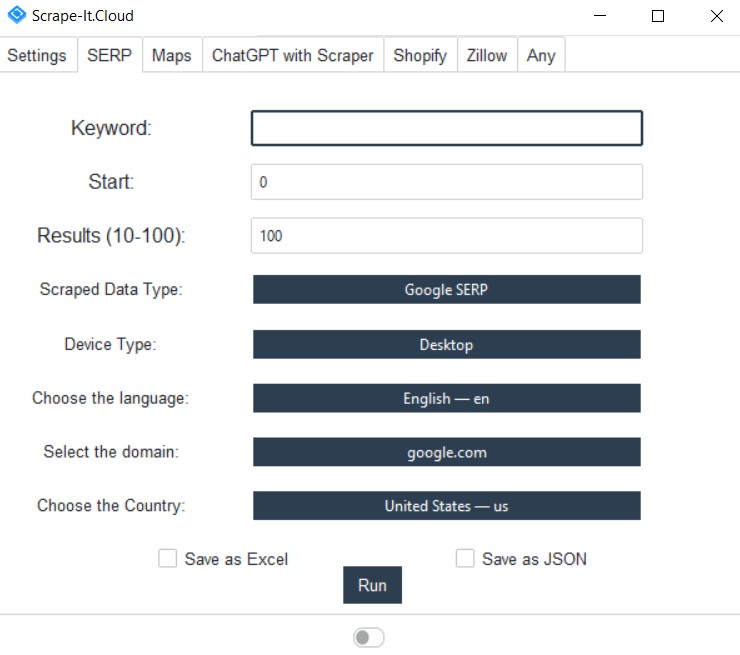 Scrape-It.Cloud
Settings SERP Maps ChatGPT with Scraper Shopify Zillow Any
Keyword:
Start: 0
Results (10-100): 100
Scraped Data Type: Google SERP
Device Type: Desktop
Choose the language: English — en
Select the domain: google.com
Choose the Country: United States — us
Save as Excel Save as JSON
Run